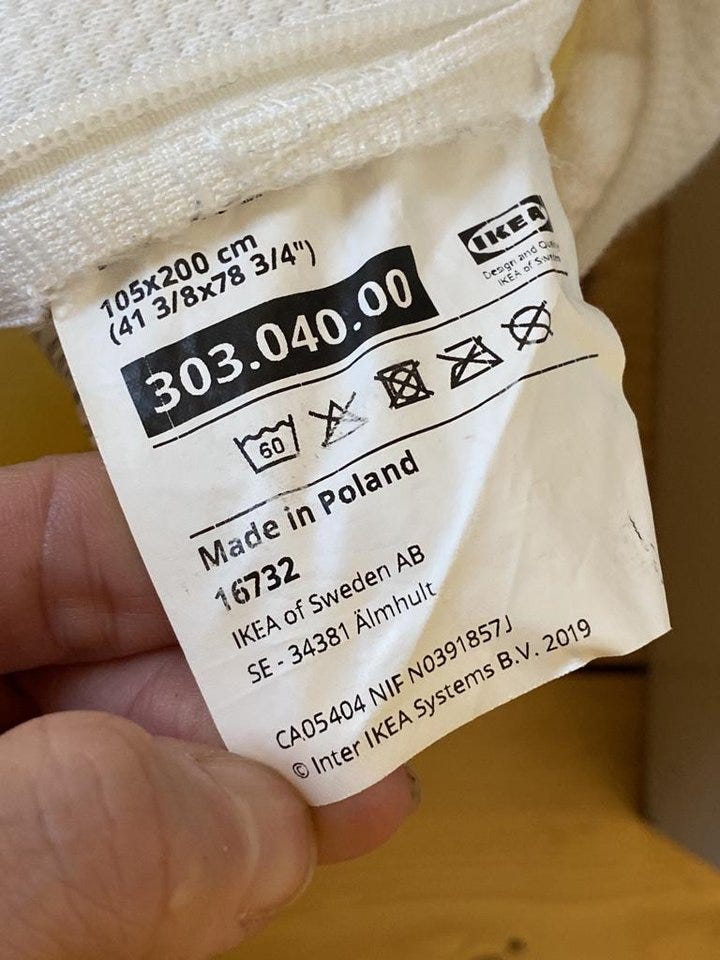 105x200 cm
(41 3/8x78 3/4")
IKEA
Design and Quality
IKEA of Sweden
303.040.00
60
Made in Poland
16732
IKEA of Sweden AB
SE - 34381 Älmhult
CA05404 NIF N0391857J
© Inter IKEA Systems B.V. 2019